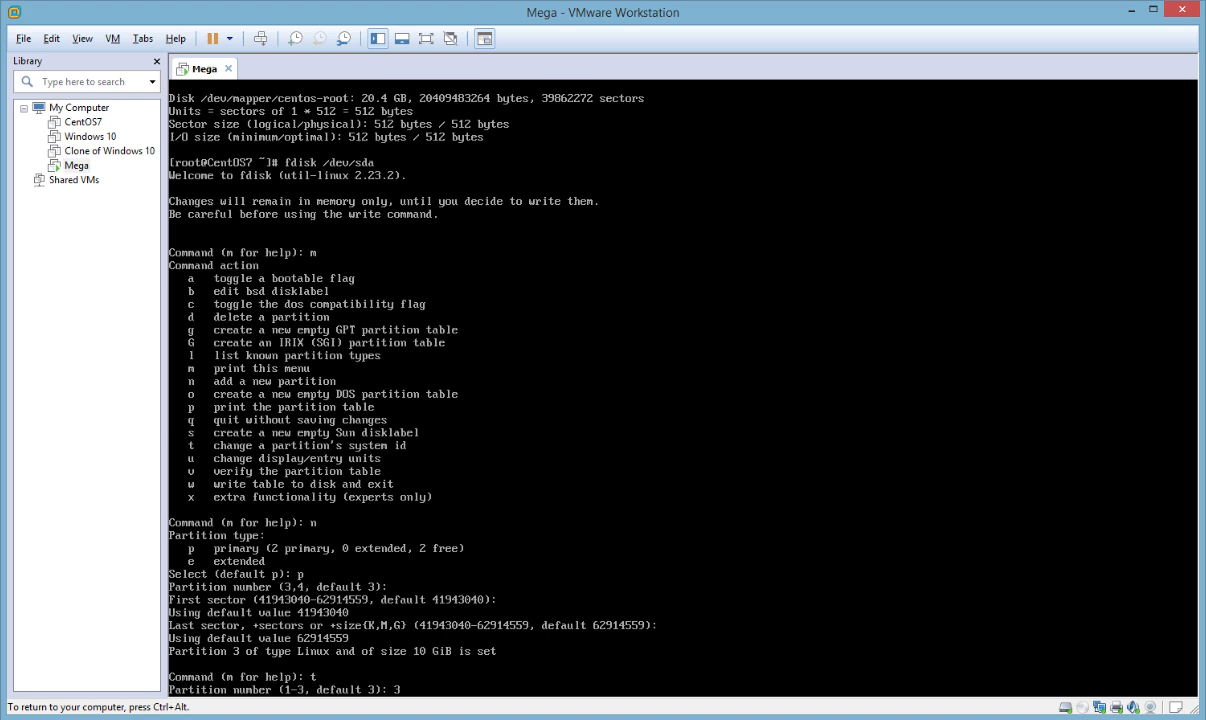 Mega - VMware Workstation
File Edit View VM Tabs Help
Library
Type here to search
My Computer
CentOS7
Windows 10
Clone of Windows 10
Mega
Shared VMs
Mega
Disk /dev/mapper/centos-root: 20.4 GB, 20409483264 bytes, 39862272 sectors
Units = sectors of 1 * 512 = 512 bytes
Sector size (logical/physical): 512 bytes / 512 bytes
I/O size (minimum/optimal): 512 bytes / 512 bytes
[root@CentOS7 ~]# fdisk /dev/sda
Welcome to fdisk (util-linux 2.23.2).
Changes will remain in memory only, until you decide to write them.
Be careful before using the write command.
Command (m for help): m
Command action
a   toggle a bootable flag
b   edit bsd disklabel
c   toggle the dos compatibility flag
d   delete a partition
g   create a new empty GPT partition table
G   create an IRIX (SGI) partition table
l   list known partition types
m   print this menu
n   add a new partition
o   create a new empty DOS partition table
p   print the partition table
q   quit without saving changes
s   create a new empty Sun disklabel
t   change a partition's system id
u   change display/entry units
v   verify the partition table
w   write table to disk and exit
x   extra functionality (experts only)
Command (m for help): n
Partition type:
p   primary (2 primary, 0 extended, 2 free)
e   extended
Select (default p): p
Partition number (3,4, default 3):
First sector (41943040-62914559, default 41943040):
Using default value 41943040
Last sector, +sectors or +size{K,M,G} (41943040-62914559, default 62914559):
Using default value 62914559
Partition 3 of type Linux and of size 10 GiB is set
Command (m for help): t
Partition number (1-3, default 3): 3
To return to your computer, press Ctrl+Alt.